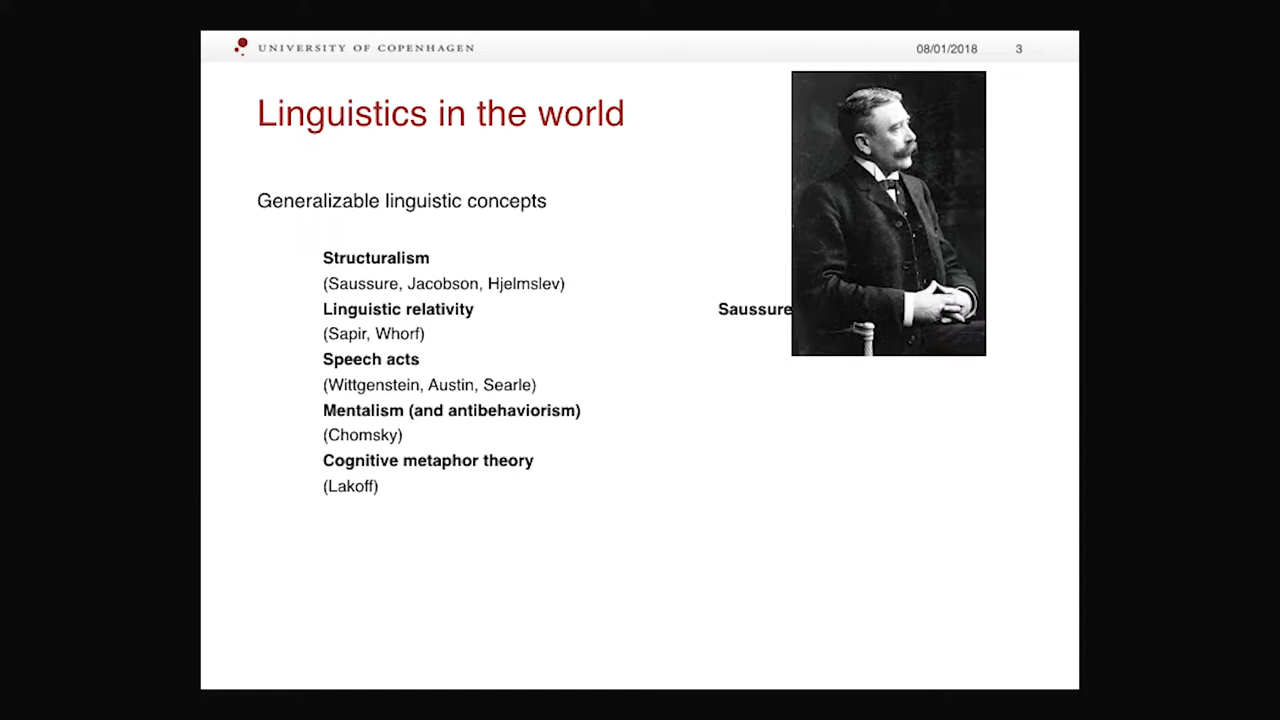 UNIVERSITY OF COPENHAGEN
08/01/2018 3
Linguistics in the world
Generalizable linguistic concepts
Structuralism
(Saussure, Jacobson, Hjelmslev)
Linguistic relativity
Saussure
(Sapir, Whorf)
Speech acts
(Wittgenstein, Austin, Searle)
Mentalism (and antibehaviorism)
(Chomsky)
Cognitive metaphor theory
(Lakoff)